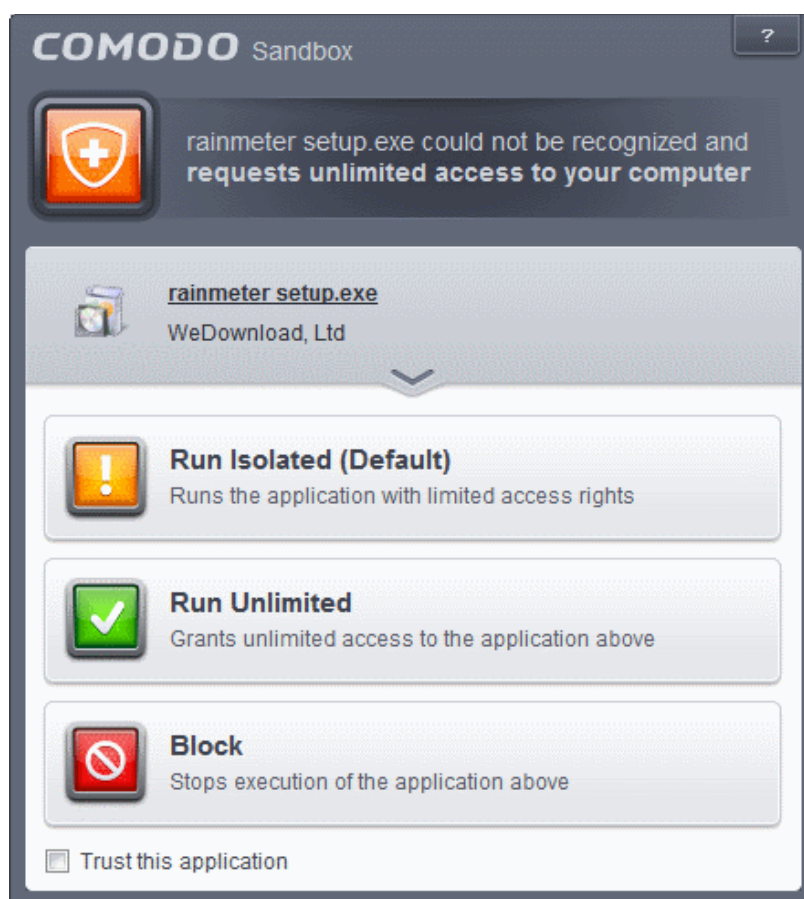 COMODO Sandbox
?
rainmeter setup.exe could not be recognized and
requests unlimited access to your computer
rainmeter setup.exe
WeDownload, Ltd
Run Isolated (Default)
Runs the application with limited access rights
Run Unlimited
Grants unlimited access to the application above
Block
Stops execution of the application above
Trust this application